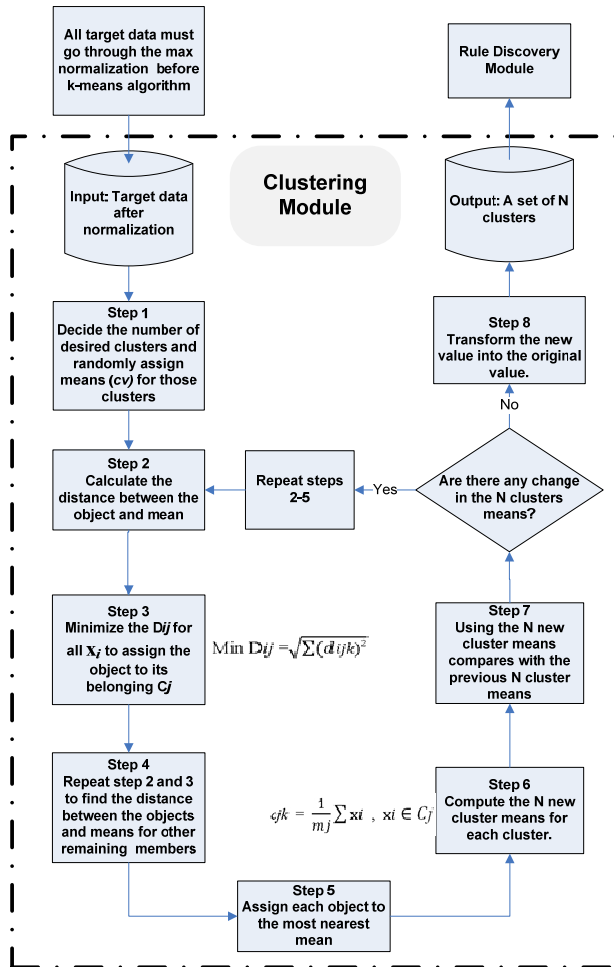 All target data must
go through the max
normalization before
k-means algorithm
Rule Discovery
Module
Input: Target data
after
normalization
Clustering
Module
Output: A set of N
clusters
Step 1
Decide the number of
desired clusters and
randomly assign
means (cv) for those
clusters
Step 8
Transform the new
value into the original
value.
No
Step 2
Calculate the
distance between the
object and mean
Repeat steps
2-5
Yes
Are there any change
in the N clusters
means?
Step 3
Minimize the Dij for
all xi to assign the
object to its
belonging Cj
Min Dij = √∑(dijk)²
Step 7
Using the N new
cluster means
compares with the
previous N cluster
means
Step 4
Repeat step 2 and 3
to find the distance
between the objects
and means for other
remaining members
cjk = 1/mj ∑ xi , xi ∈ Cj
Step 6
Compute the N new
cluster means for
each cluster.
Step 5
Assign each object to
the most nearest
mean